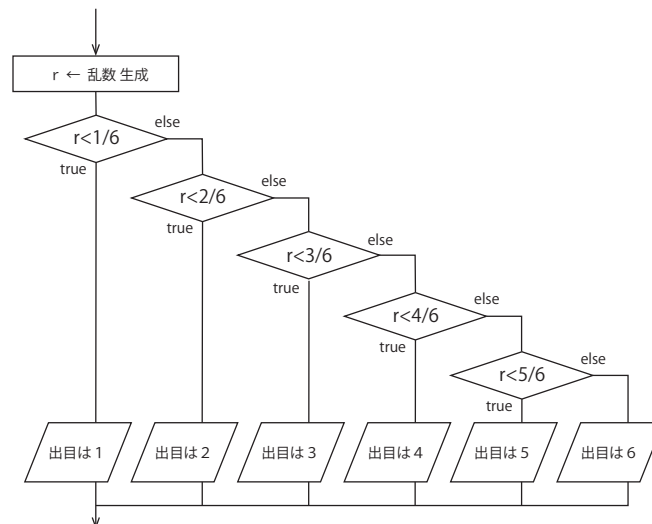 r ← 乱数 生成
r<1/6
else
true
r<2/6
else
true
r<3/6
else
true
r<4/6
else
true
r<5/6
else
true
出目は 1
出目は 2
出目は 3
出目は 4
出目は 5
出目は 6